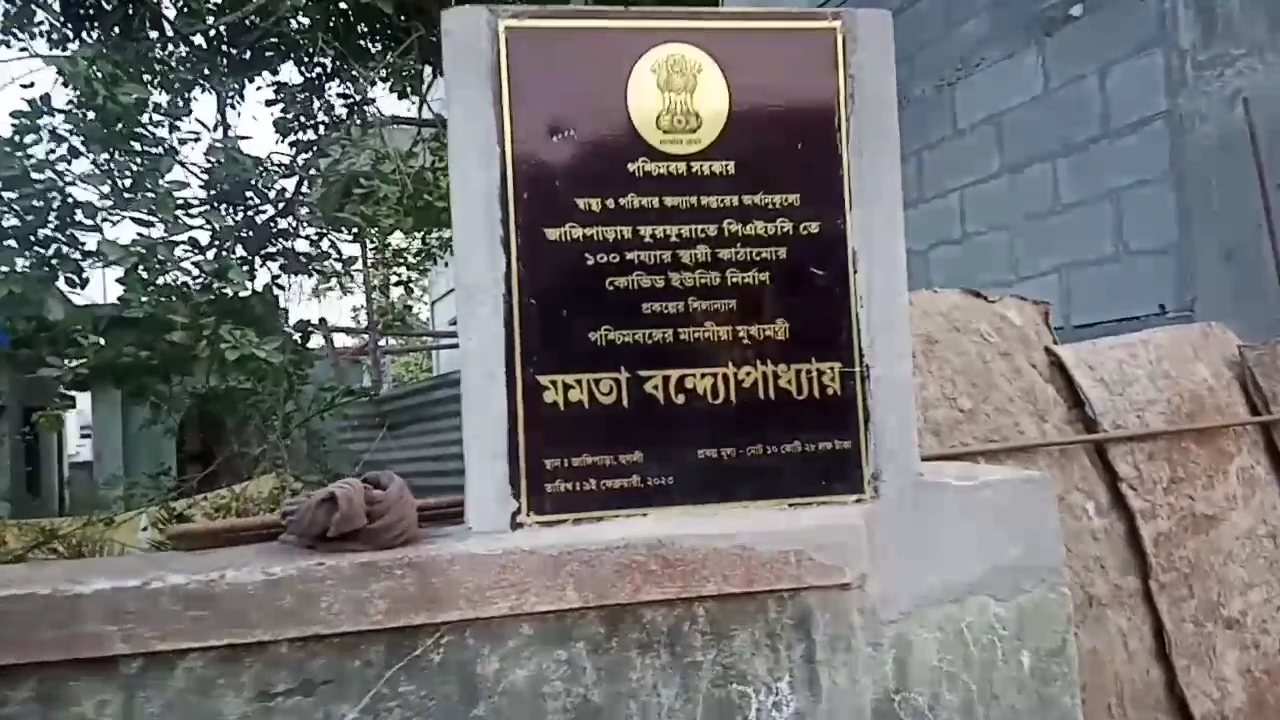 পশ্চিমবঙ্গ সরকার
স্বাস্থ্য ও পরিবার কল্যাণ দপ্তরের অর্থানুকূল্যে
জাঙ্গিপাড়ায় ফুরফুরাতে পিএইচসি তে
১০০ শয্যার স্থায়ী কাঠামোর
কোভিড ইউনিট নির্মাণ
প্রকল্পের শিলান্যাস
পশ্চিমবঙ্গের মাননীয়া মুখ্যমন্ত্রী
মমতা বন্দ্যোপাধ্যায়
স্থান ঃ জাঙ্গিপাড়া, হুগলী
প্রকল্প মূল্য - মোট ১০ কোটি ২৮ লক্ষ টাকা
তারিখ ঃ ৯ই ফেব্রুয়ারী, ২০২৩